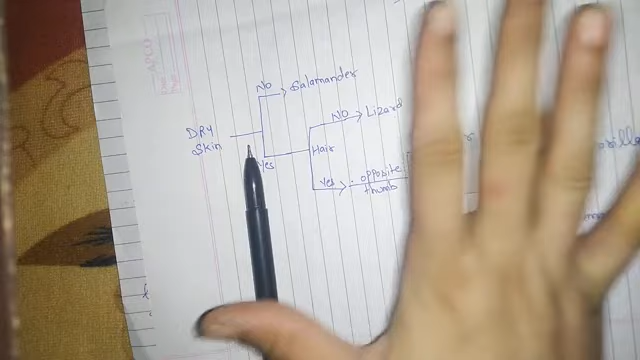 NO Salamander
NO Lizard
DRY
Skin
Hair
Yes
Yes opposite
thumb